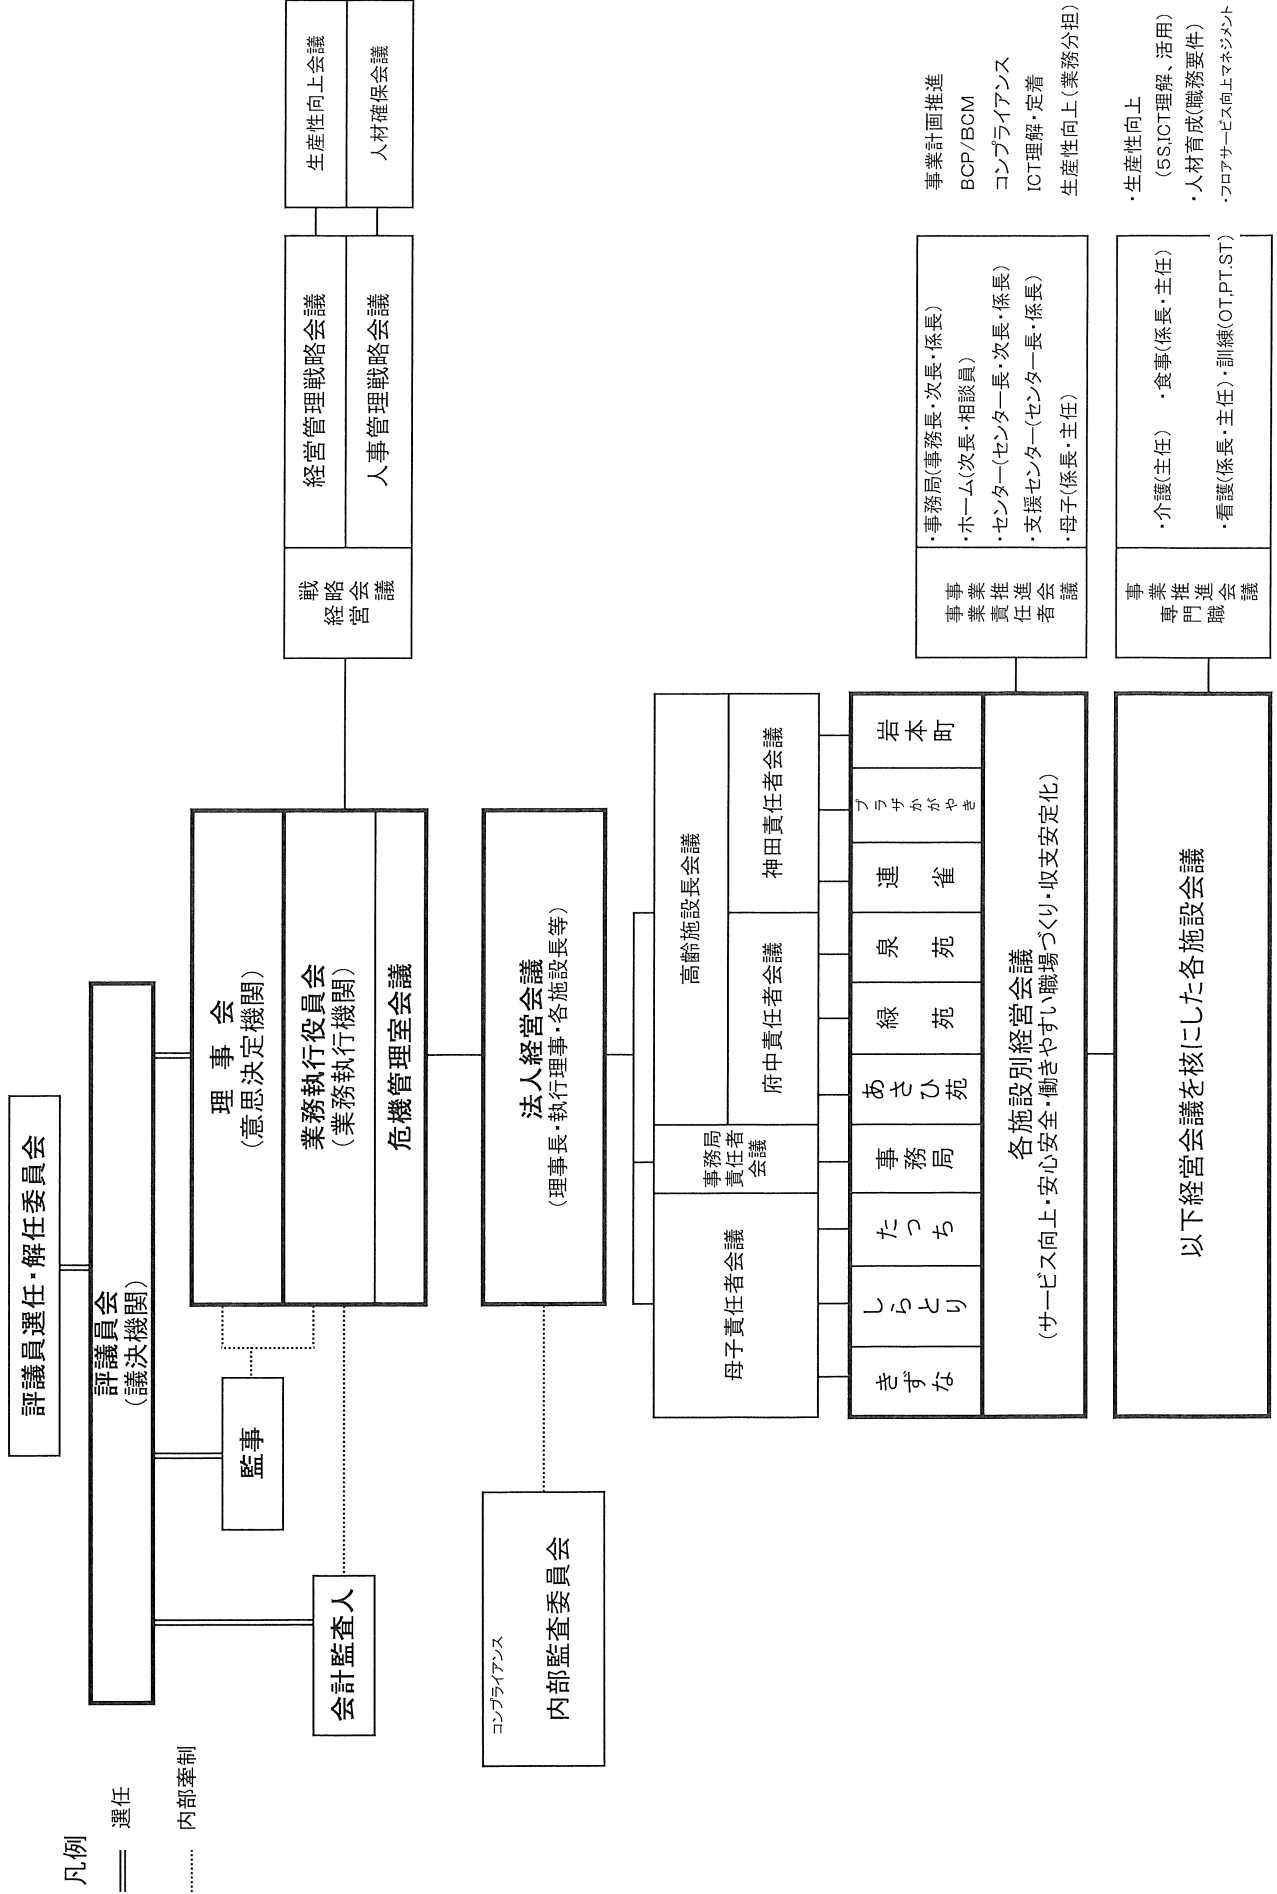 評議員選任・解任委員会
評議員会
(議決機関)
監事
会計監査人
理 事 会
(意思決定機関)
業務執行役員会
(業務執行機関)
危機管理室会議
戦略会議
経営
経営管理戦略会議
人事管理戦略会議
生産性向上会議
人材確保会議
コンプライアンス
内部監査委員会
法人経営会議
(理事長・執行理事・各施設長等)
母子責任者会議
事務局
責任者
会議
高齢施設長会議
府中責任者会議
神田責任者会議
きずな
しらとり
たっち
事務局
あさひ苑
緑苑
泉苑
連雀
プラザかがやき
岩本町
各施設別経営会議
(サービス向上・安心安全・働きやすい職場づくり・収支安定化)
事業推進会議
事業責任者
・事務局(事務長・次長・係長)
・ホーム(次長・相談員)
・センター(センター長・次長・係長)
・支援センター(センター長・係長)
・母子(係長・主任)
事業計画推進
BCP/BCM
コンプライアンス
ICT理解・定着
生産性向上(業務分担)
以下経営会議を核にした各施設会議
事業推進会議
専門職
・介護(主任) ・食事(係長・主任)
・看護(係長・主任)・訓練(OT,PT.ST)
・生産性向上
(5S,ICT理解、活用)
・人材育成(職務要件)
・フロアサービス向上マネジメント
凡例
選任
内部牽制